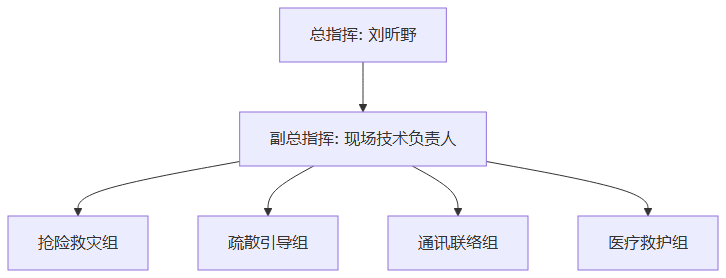 总指挥: 刘昕野
副总指挥: 现场技术负责人
抢险救灾组
疏散引导组
通讯联络组
医疗救护组